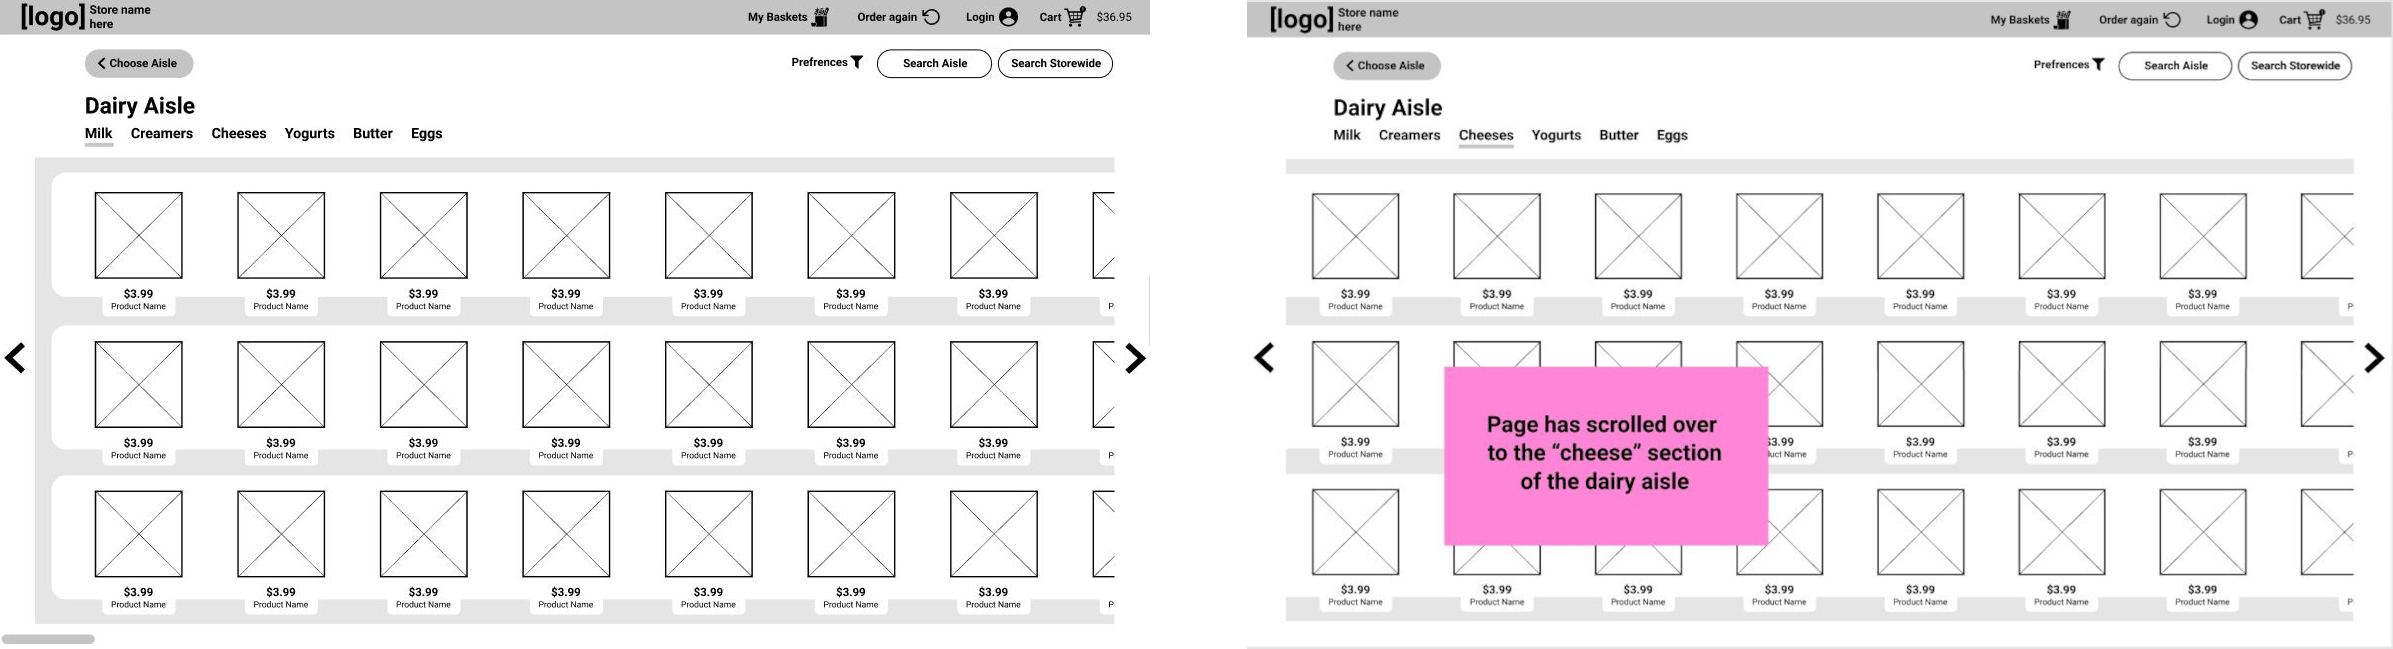 [logo] Store name
here
My Baskets Order again Login Cart $36.95
Choose Aisle
Prefrences Search Aisle Search Storewide
Dairy Aisle
Milk Creamers Cheeses Yogurts Butter Eggs
$3.99 $3.99 $3.99 $3.99 $3.99 $3.99 $3.99
Product Name Product Name Product Name Product Name Product Name Product Name Product Name P
$3.99 $3.99 $3.99 $3.99 $3.99 $3.99 $3.99
Product Name Product Name Product Name Product Name Product Name Product Name Product Name P
$3.99 $3.99 $3.99 $3.99 $3.99 $3.99 $3.99
Product Name Product Name Product Name Product Name Product Name Product Name Product Name P
[logo] Store name
here
My Baskets Order again Login Cart $36.95
Choose Aisle
Prefrences Search Aisle Search Storewide
Dairy Aisle
Milk Creamers Cheeses Yogurts Butter Eggs
$3.99 $3.99 $3.99 $3.99 $3.99 $3.99 $3.99
Product Name Product Name Product Name Product Name Product Name Product Name Product Name P
$3.99 $3.99 $3.99 $3.99 $3.99
Product Name duct Name Product Name Product Name Product Name P
Page has scrolled over
to the “cheese” section
of the dairy aisle
$3.99 $3.99 $3.99 $3.99 $3.99 $3.99 $3.99
Product Name Product Name Product Name Product Name Product Name Product Name Product Name P